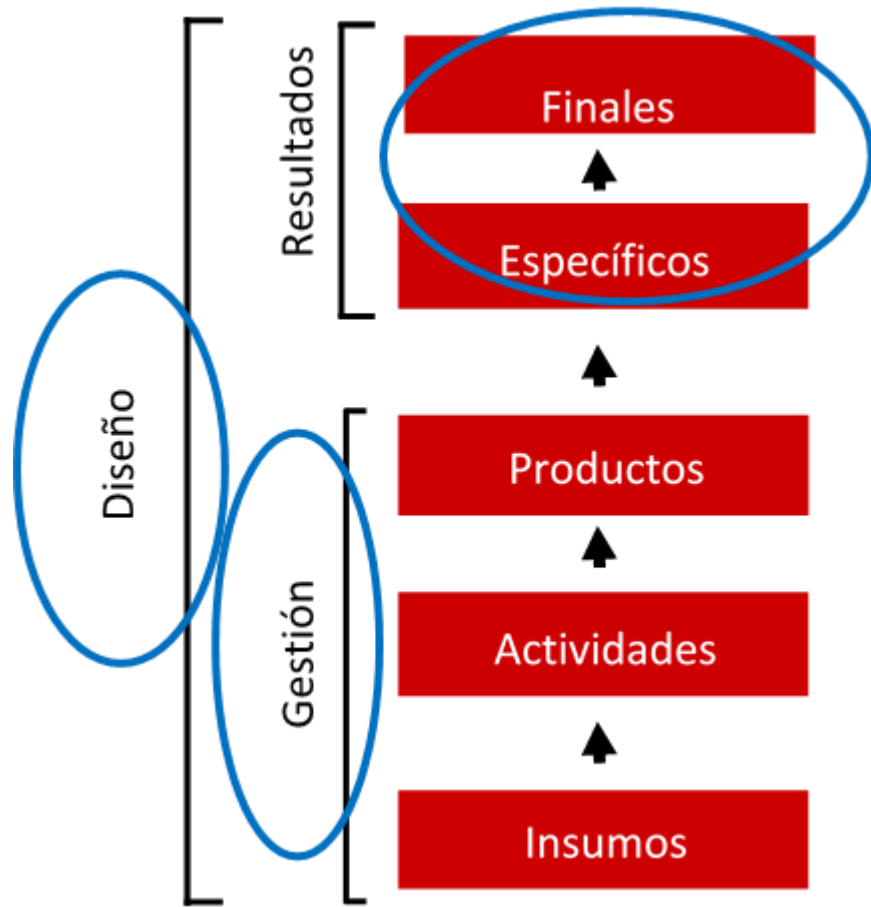 Diseño
Resultados
Finales
Específicos
Gestión
Productos
Actividades
Insumos